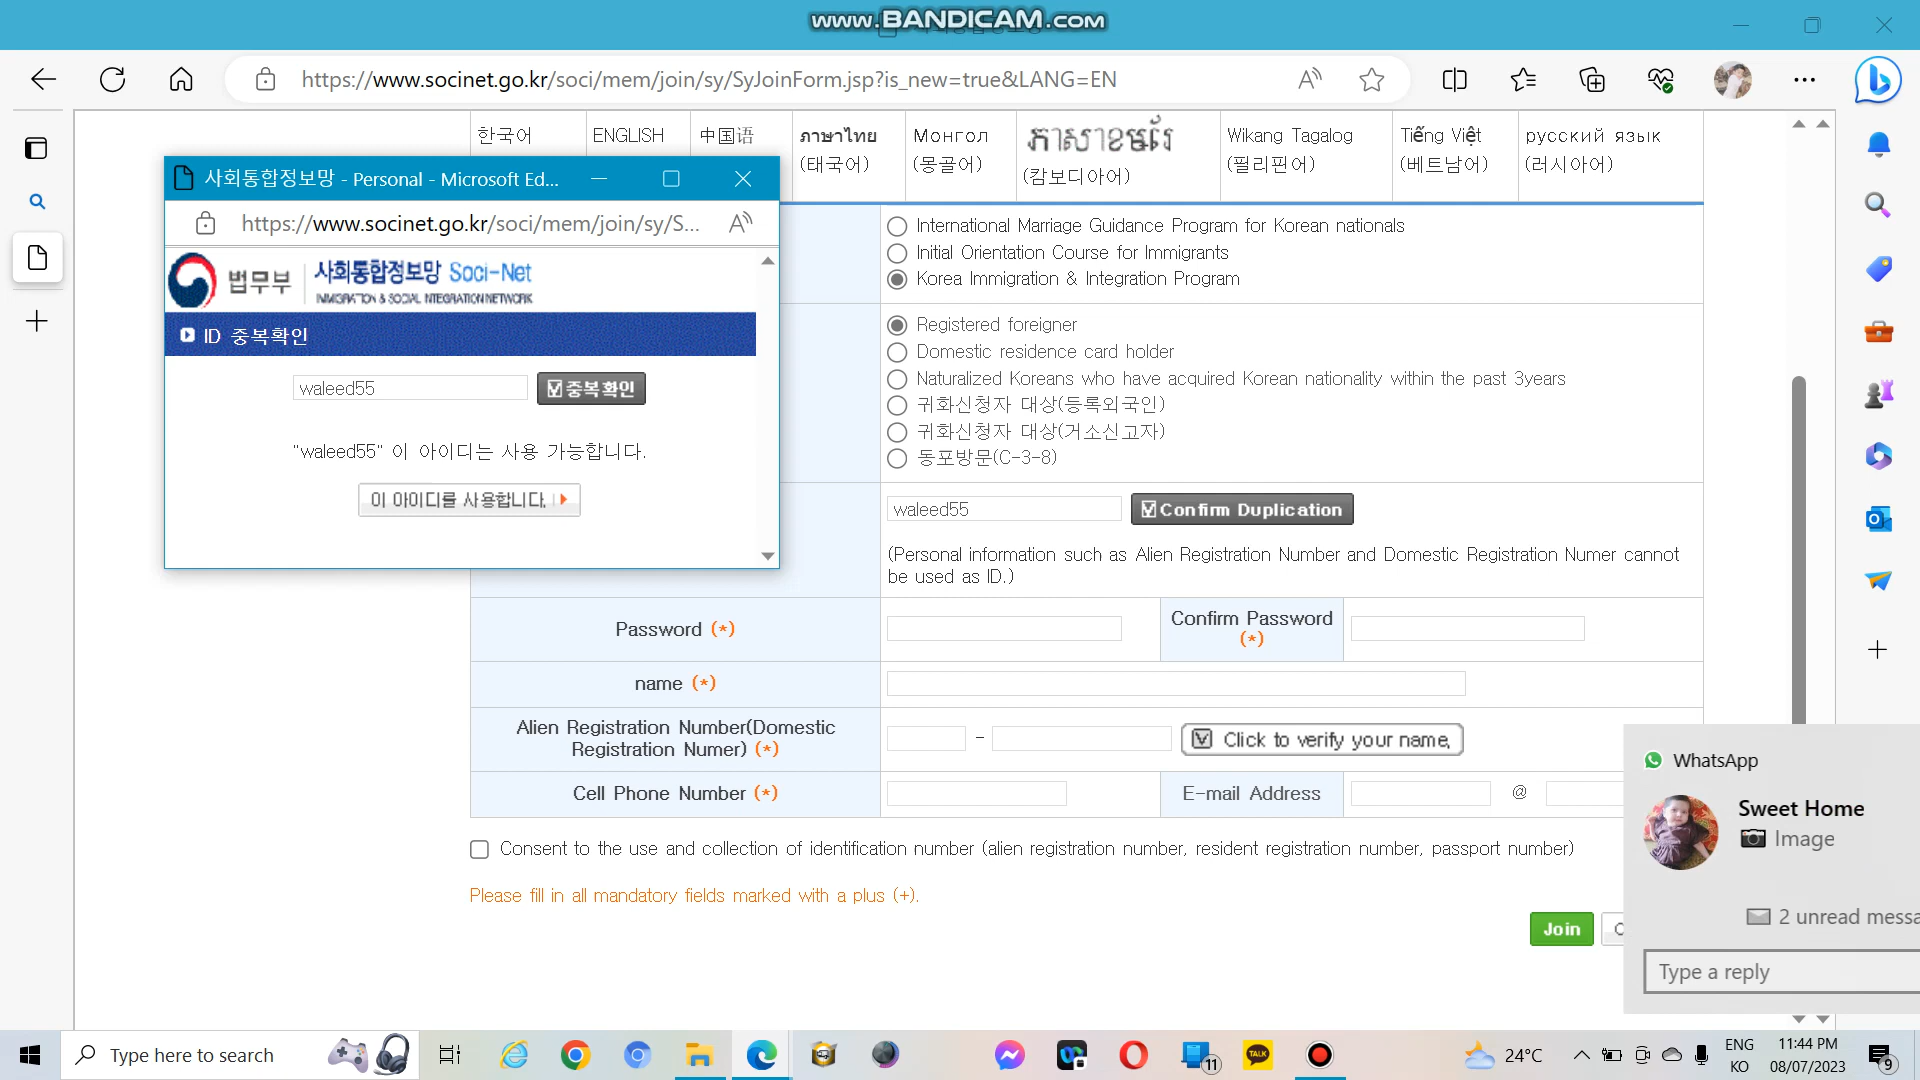 www.BANDICAM.com
https://www.socinet.go.kr/soci/mem/join/sy/SyJoinForm.jsp?is_new=true&LANG=EN
한국어
ENGLISH
中国语
ภาษาไทย
(태국어)
Монгол
(몽골어)
ភាសាខមែរ
(캄보디아어)
Wikang Tagalog
(필리핀어)
Tiếng Việt
(베트남어)
русский язык
(러시아어)
사회통합정보망 - Personal - Microsoft Ed...
https://www.socinet.go.kr/soci/mem/join/sy/S...
법무부
사회통합정보망 Soci-Net
IMMIGRATION & SOCIAL INTEGRATION NETWORK
ID 중복확인
waleed55
중복확인
"waleed55" 이 아이디는 사용 가능합니다.
이 아이디를 사용합니다.
International Marriage Guidance Program for Korean nationals
Initial Orientation Course for Immigrants
Korea Immigration & Integration Program
Registered foreigner
Domestic residence card holder
Naturalized Koreans who have acquired Korean nationality within the past 3years
귀화신청자 대상(등록외국인)
귀화신청자 대상(거소신고자)
동포방문(C-3-8)
waleed55
Confirm Duplication
(Personal information such as Alien Registration Number and Domestic Registration Numer cannot
be used as ID.)
Password (*)
Confirm Password
(*)
name (*)
Alien Registration Number(Domestic
Registration Numer) (*)
-
Click to verify your name.
Cell Phone Number (*)
E-mail Address
@
Consent to the use and collection of identification number (alien registration number, resident registration number, passport number)
Please fill in all mandatory fields marked with a plus (+).
Join
WhatsApp
Sweet Home
Image
2 unread messa
Type a reply
Type here to search
TALK
11
24°C
ENG
KO
11:44 PM
08/07/2023
9